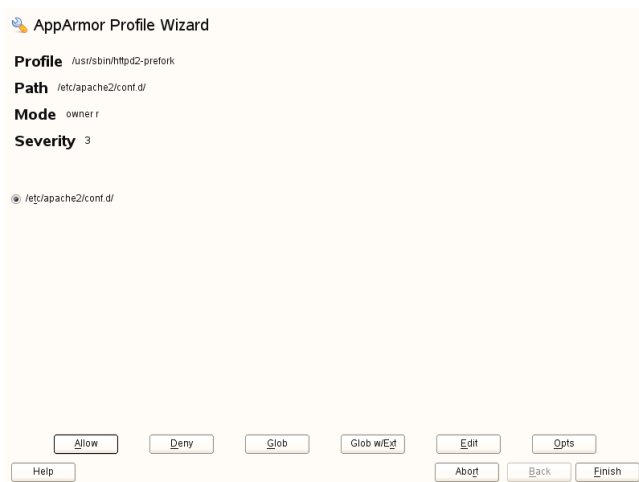 AppArmor Profile Wizard
Profile /usr/sbin/httpd2-prefork
Path /etc/apache2/conf.d/
Mode owner r
Severity 3
/etc/apache2/conf.d/
Allow Deny Glob Glob w/Ext Edit Opts
Help Abort Back Finish